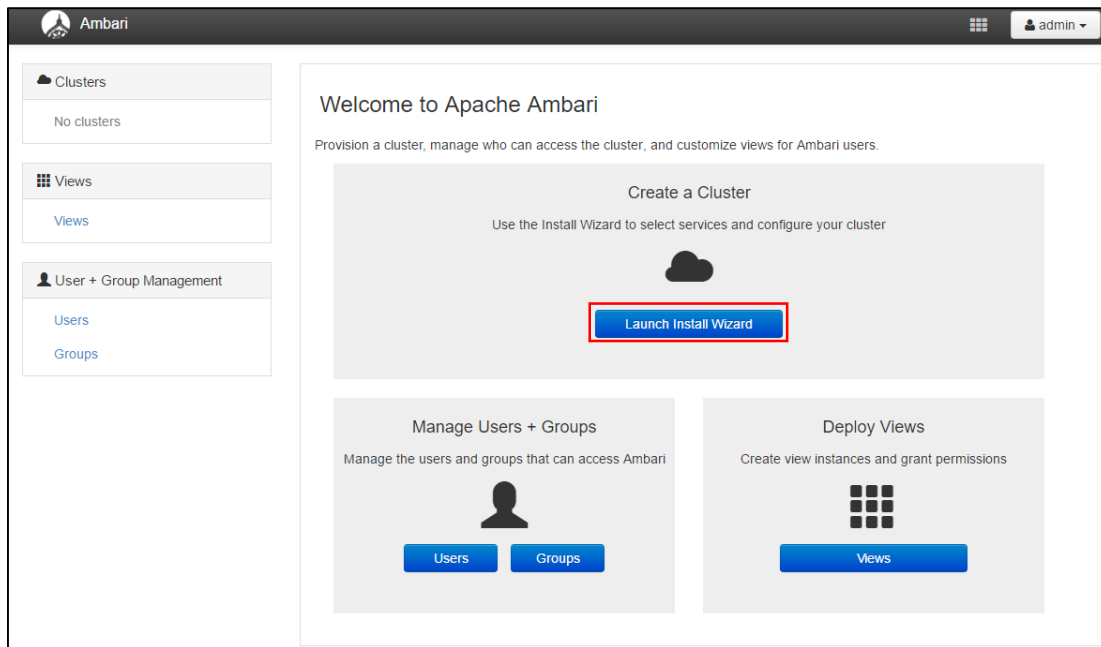 Ambari
admin
Clusters
No clusters
Views
Views
User + Group Management
Users
Groups
Welcome to Apache Ambari
Provision a cluster, manage who can access the cluster, and customize views for Ambari users.
Create a Cluster
Use the Install Wizard to select services and configure your cluster
Launch Install Wizard
Manage Users + Groups
Manage the users and groups that can access Ambari
Users
Groups
Deploy Views
Create view instances and grant permissions
Views